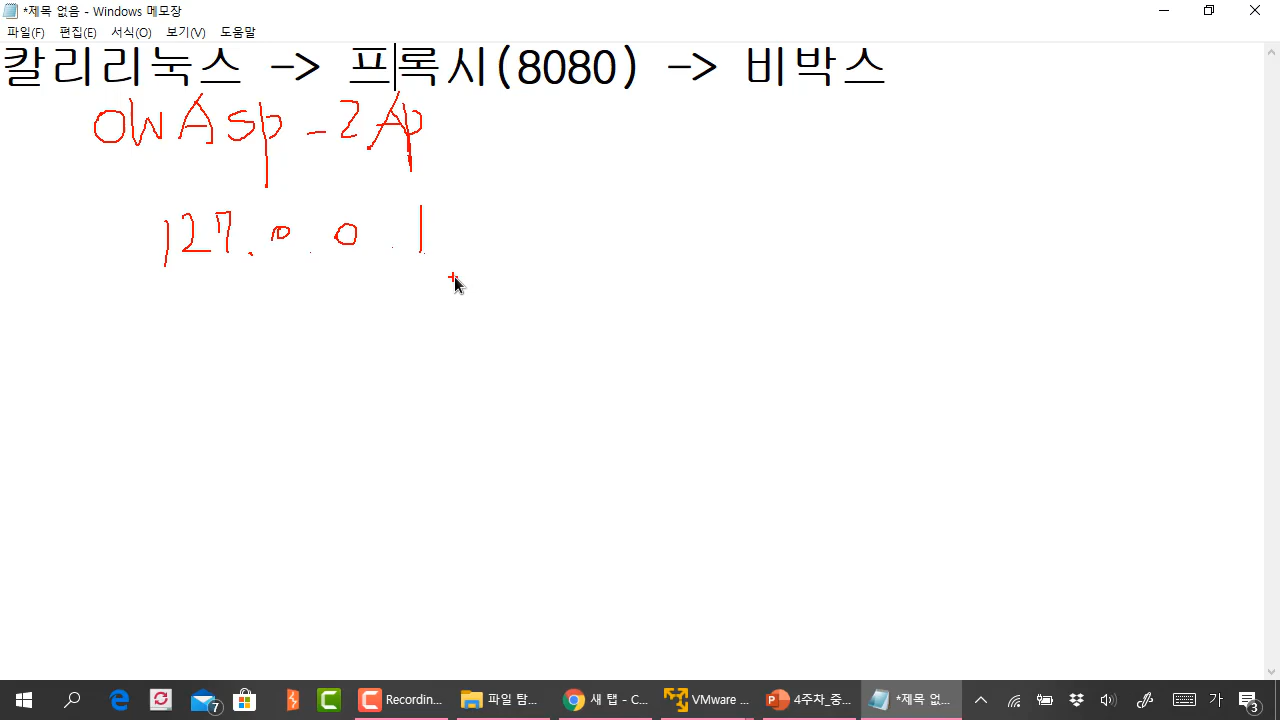 *제목 없음 - Windows 메모장
파일(F) 편집(E) 서식(O) 보기(V) 도움말
칼리리눅스 -> 프록시(8080) -> 비박스
OWASp - ZAp
127.0.0.1
7 Recordin... 파일 탐... 새 탭 - C... VMware ... 4주차_중... *제목 없... 가 3